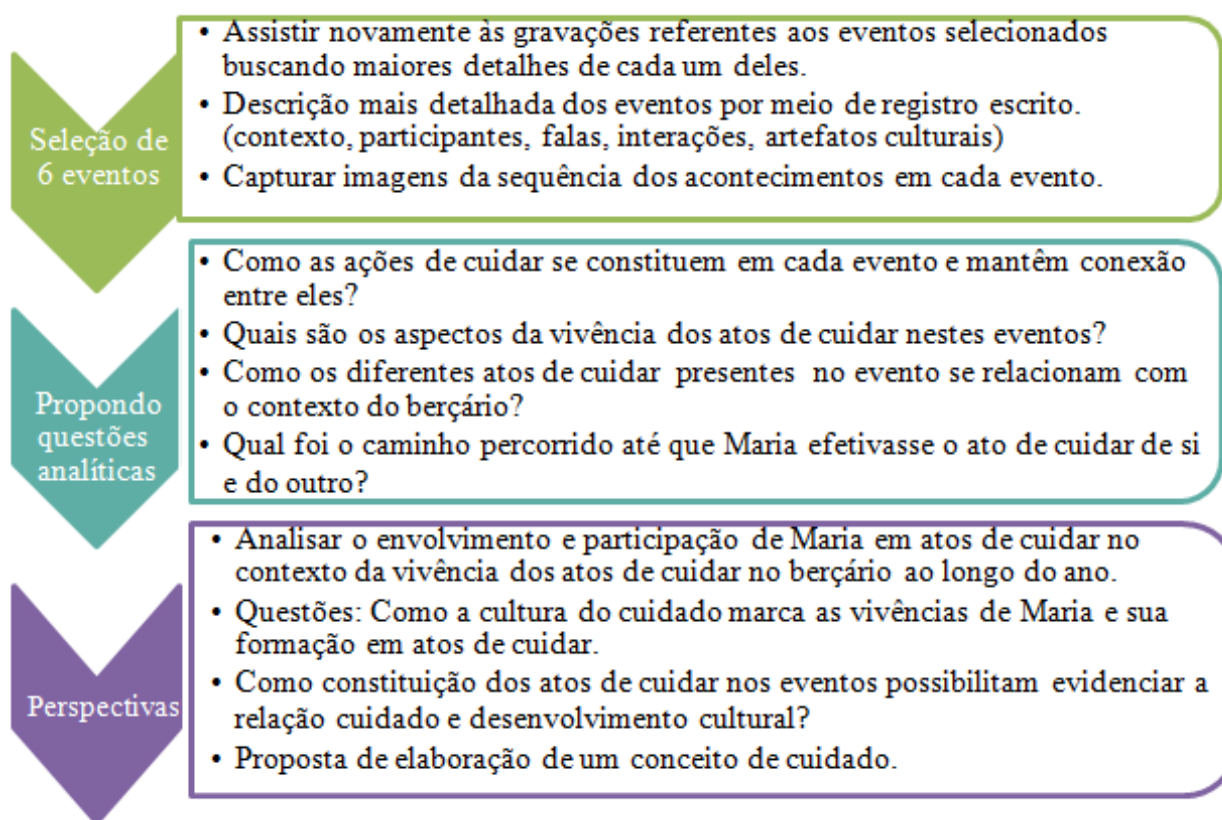 Seleção de
6 eventos
• Assistir novamente às gravações referentes aos eventos selecionados
buscando maiores detalhes de cada um deles.
• Descrição mais detalhada dos eventos por meio de registro escrito.
(contexto, participantes, falas, interações, artefatos culturais)
• Capturar imagens da sequência dos acontecimentos em cada evento.
Propondo
questões
analíticas
• Como as ações de cuidar se constituem em cada evento e mantêm conexão
entre eles?
• Quais são os aspectos da vivência dos atos de cuidar nestes eventos?
• Como os diferentes atos de cuidar presentes no evento se relacionam com
o contexto do berçário?
• Qual foi o caminho percorrido até que Maria efetivasse o ato de cuidar de si
e do outro?
Perspectivas
• Analisar o envolvimento e participação de Maria em atos de cuidar no
contexto da vivência dos atos de cuidar no berçário ao longo do ano.
• Questões: Como a cultura do cuidado marca as vivências de Maria e sua
formação em atos de cuidar.
• Como constituição dos atos de cuidar nos eventos possibilitam evidenciar a
relação cuidado e desenvolvimento cultural?
• Proposta de elaboração de um conceito de cuidado.